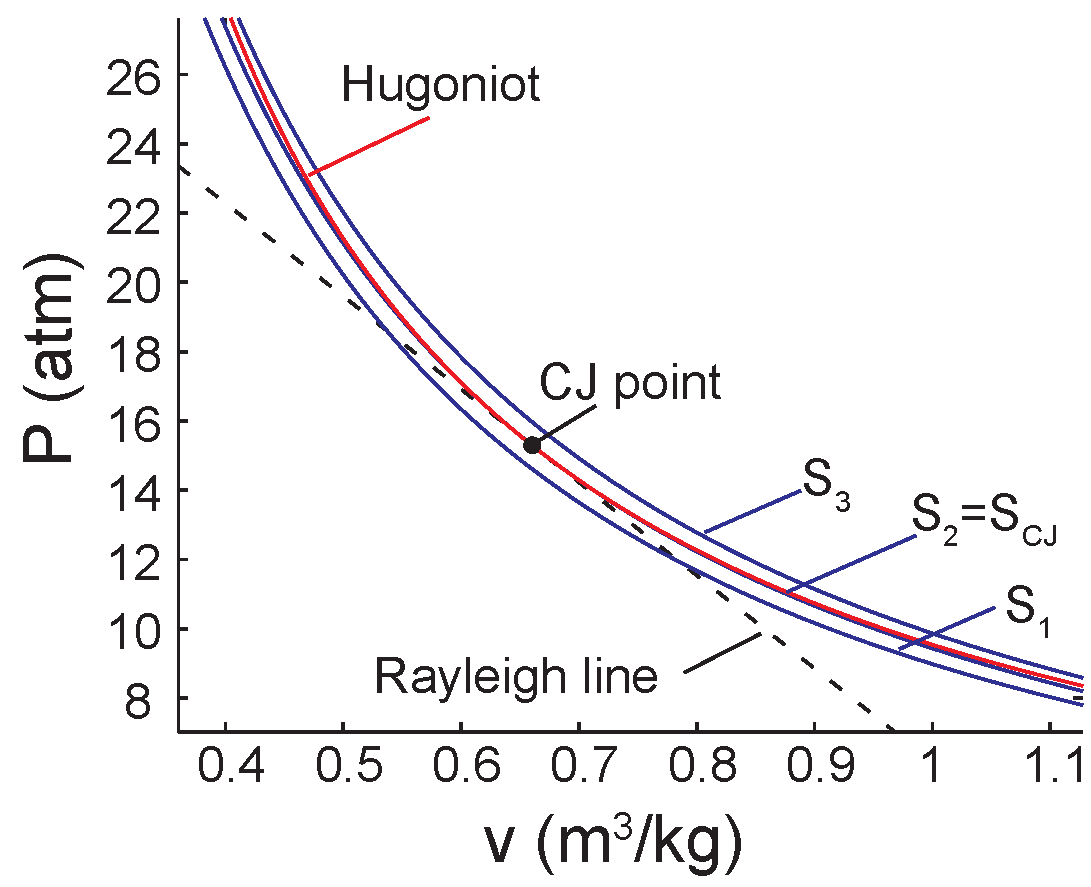 26
24
22
20
18
16
14
12
10
8
P (atm)
Hugoniot
CJ point
S3
S2=SCJ
S1
Rayleigh line
0.4 0.5 0.6 0.7 0.8 0.9 1 1.1
v (m³/kg)